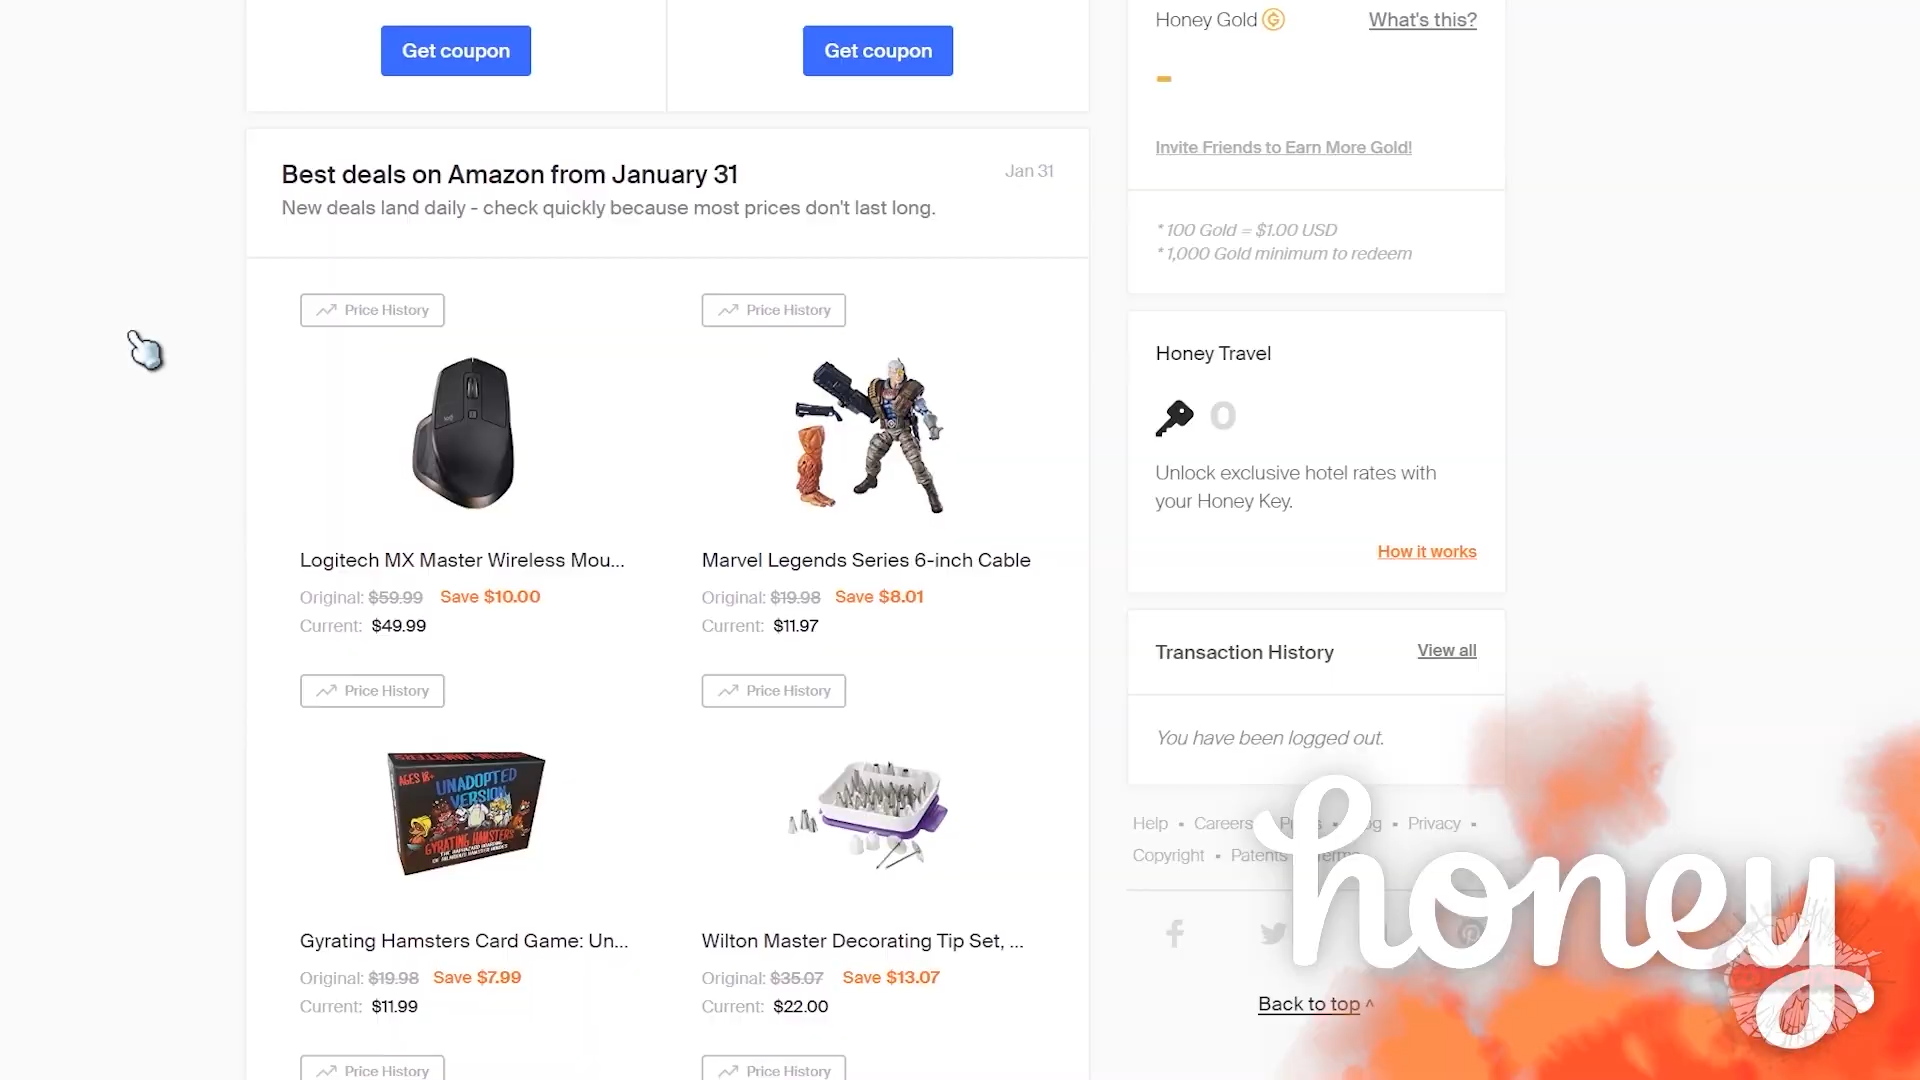 Get coupon
Get coupon
Best deals on Amazon from January 31
Jan 31
New deals land daily - check quickly because most prices don't last long.
Price History
Price History
Logitech MX Master Wireless Mou...
Original: $59.99 Save $10.00
Current: $49.99
Marvel Legends Series 6-inch Cable
Original: $19.98 Save $8.01
Current: $11.97
Price History
Price History
AGES 18+
UNADOPTED
VERSION
GYRATING HAMSTERS
Gyrating Hamsters Card Game: Un...
Original: $19.98 Save $7.99
Current: $11.99
Wilton Master Decorating Tip Set, ...
Original: $35.07 Save $13.07
Current: $22.00
Price History
Price History
Honey Gold
What's this?
Invite Friends to Earn More Gold!
* 100 Gold = $1.00 USD
* 1,000 Gold minimum to redeem
Honey Travel
0
Unlock exclusive hotel rates with
your Honey Key.
How it works
Transaction History
View all
You have been logged out.
Help ▪ Careers ▪ Privacy ▪
Copyright ▪ Patents
Back to top ^
honey